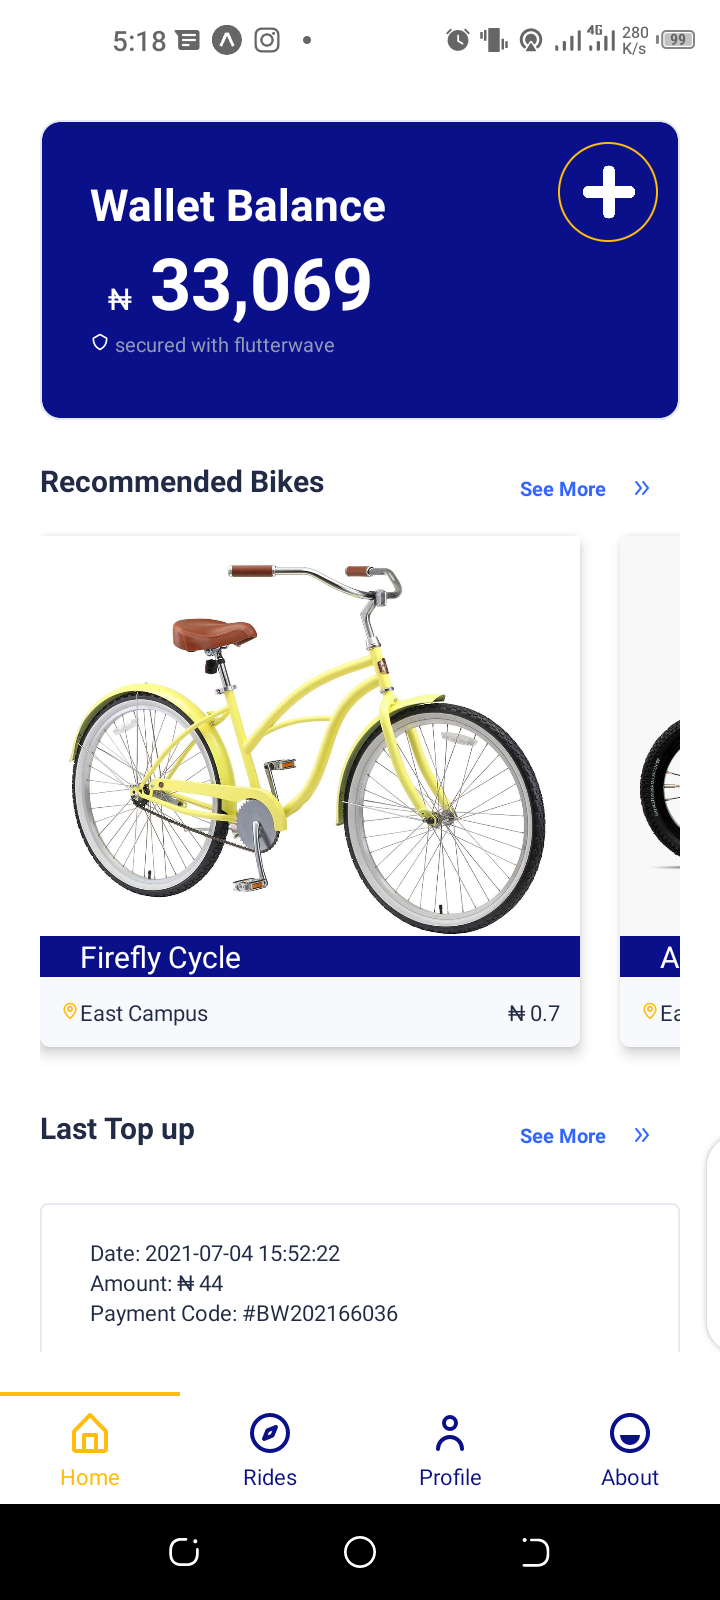 5:18 4G 280 K/s 99
Wallet Balance
₦ 33,069
secured with flutterwave
Recommended Bikes See More
Firefly Cycle A
East Campus ₦ 0.7 Ea
Last Top up See More
Date: 2021-07-04 15:52:22
Amount: ₦ 44
Payment Code: #BW202166036
Home Rides Profile About